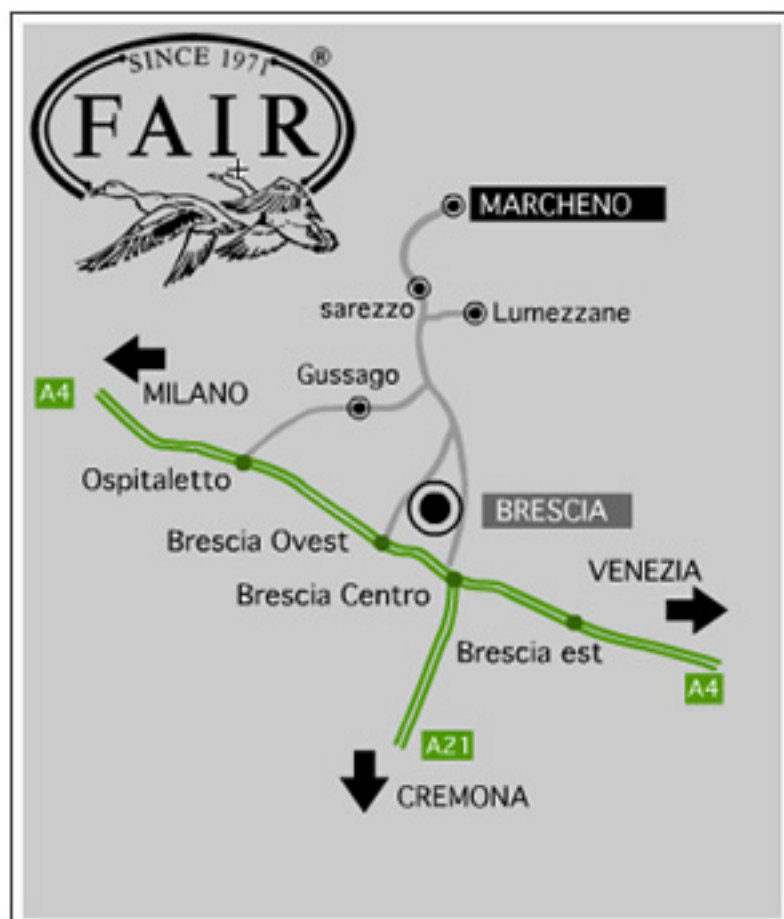 SINCE 1971 ®
FAIR
MARCHENO
sarezzo
Lumezzane
Gussago
A4
MILANO
Ospitaletto
BRESCIA
Brescia Ovest
VENEZIA
Brescia Centro
Brescia est
A4
A21
CREMONA